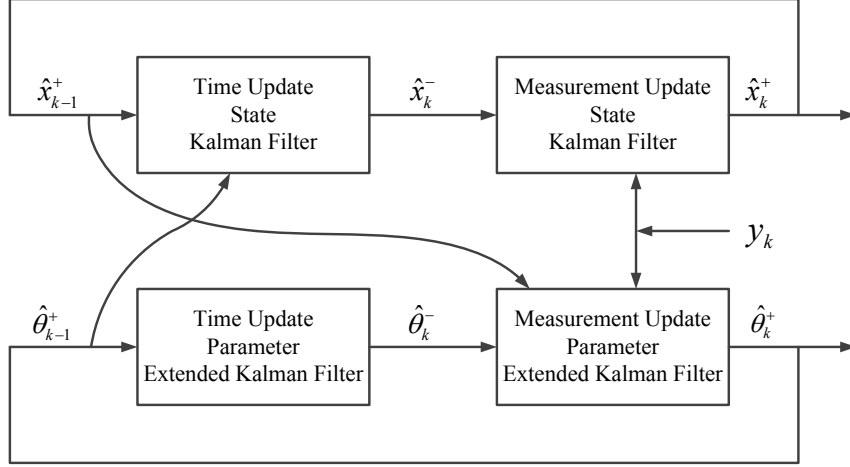 x̂⁺ₖ₋₁
Time Update
State
Kalman Filter
x̂⁻ₖ
Measurement Update
State
Kalman Filter
x̂⁺ₖ
yₖ
θ̂⁺ₖ₋₁
Time Update
Parameter
Extended Kalman Filter
θ̂⁻ₖ
Measurement Update
Parameter
Extended Kalman Filter
θ̂⁺ₖ